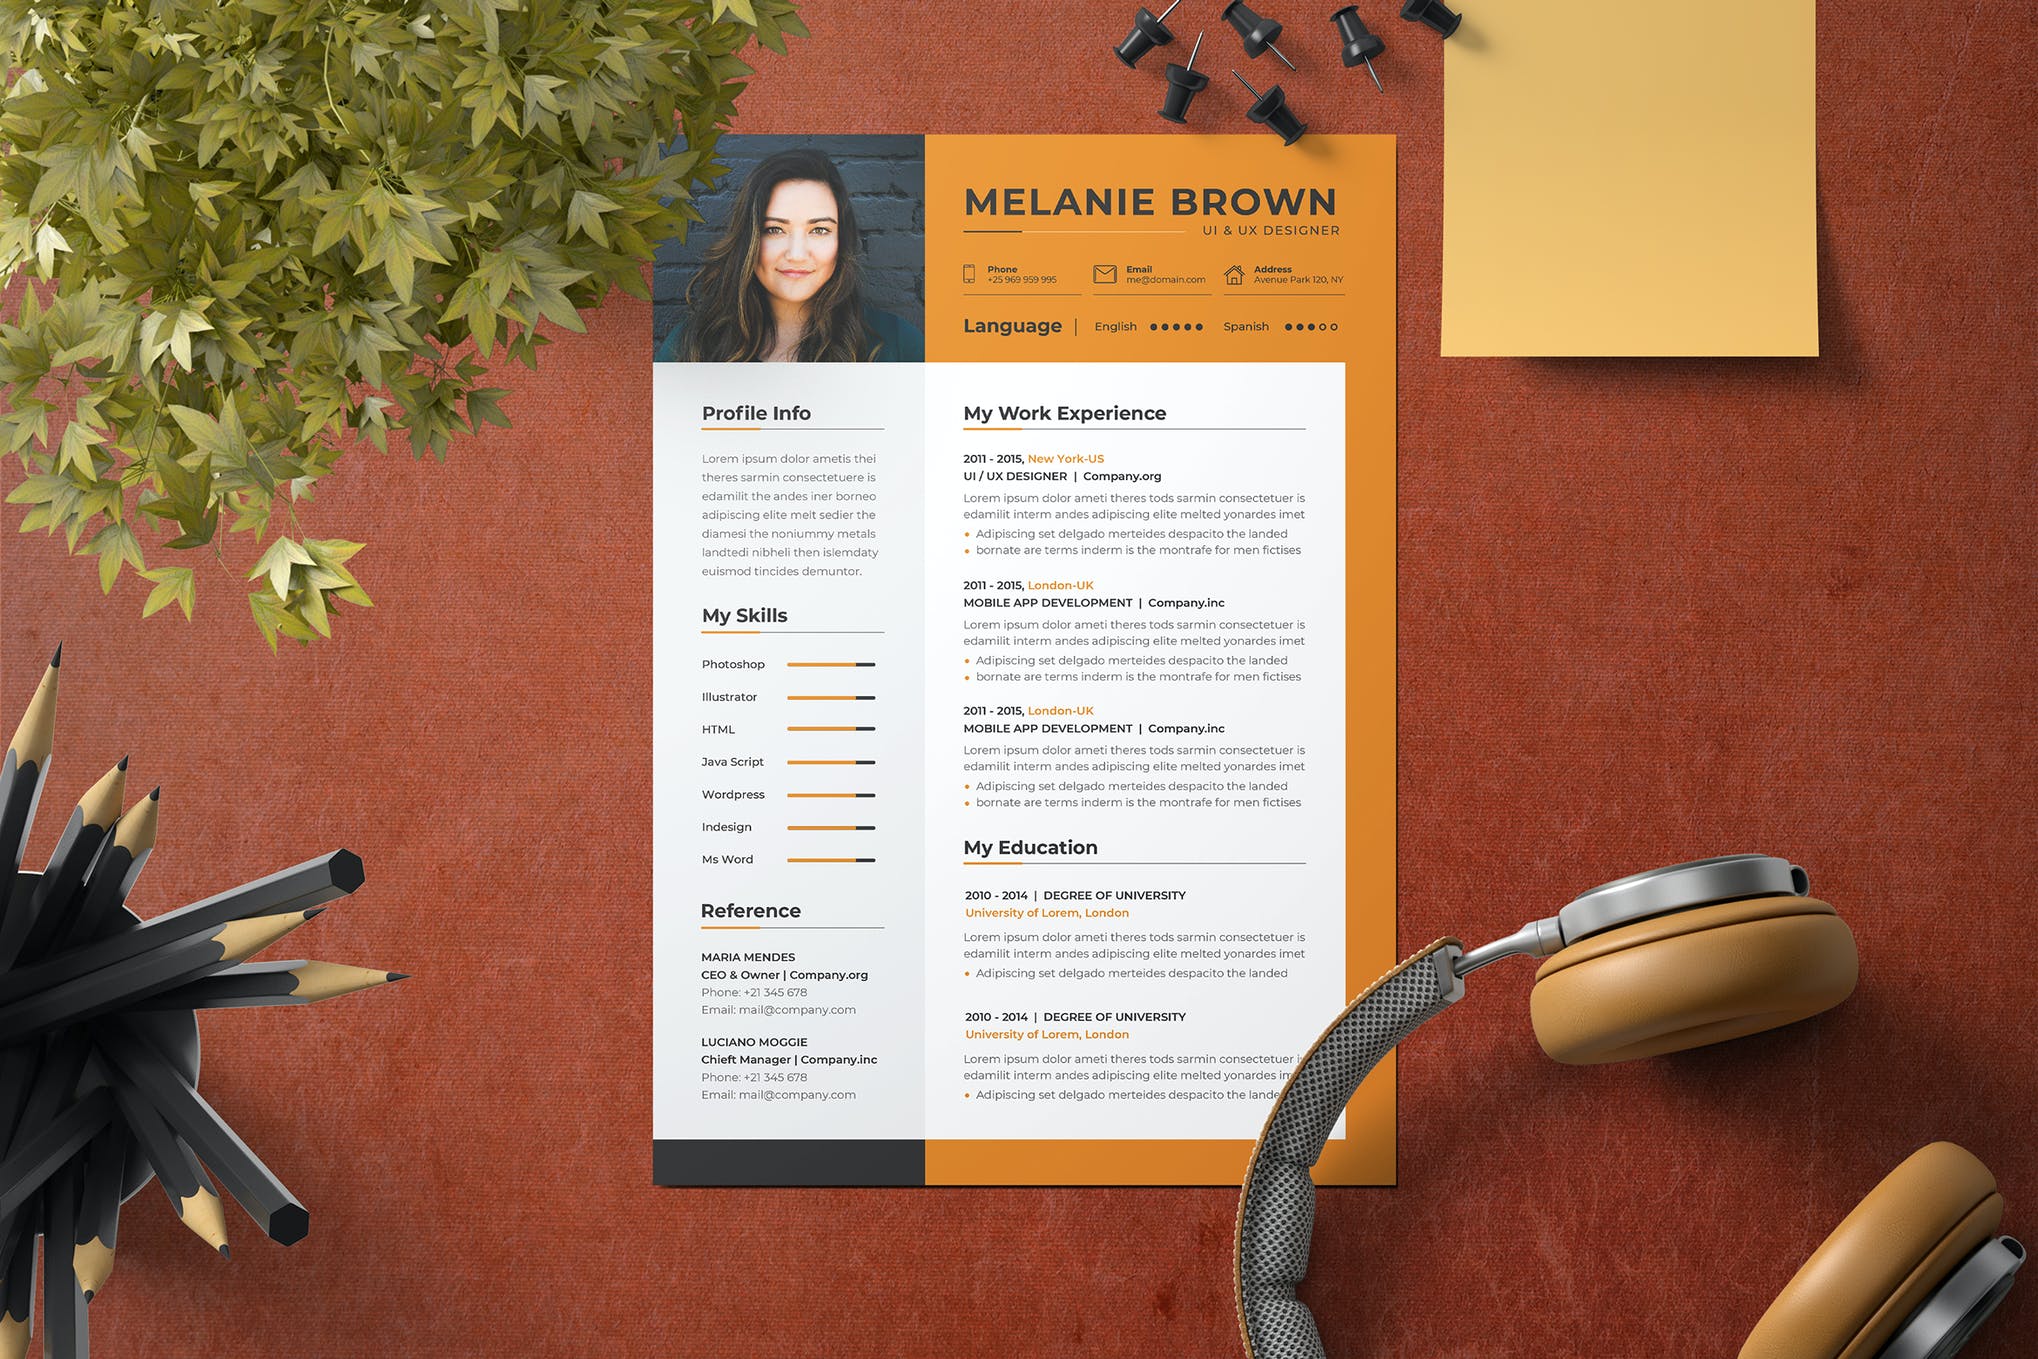 MELANIE BROWN
UI & UX DESIGNER
Phone
+25 969 959 995
Email
me@domain.com
Address
Avenue Park 120, NY
Language | English Spanish
Profile Info
Lorem ipsum dolor ametis thei
theres sarmin consectetuere is
edamilit the andes iner borneo
adipiscing elite melt sedier the
diamesi the noniummy metals
landtedi nibheli then islemdaty
euismod tincides demuntor.
My Skills
Photoshop
Illustrator
HTML
Java Script
Wordpress
Indesign
Ms Word
Reference
MARIA MENDES
CEO & Owner | Company.org
Phone: +21 345 678
Email: mail@company.com
LUCIANO MOGGIE
Chieft Manager | Company.inc
Phone: +21 345 678
Email: mail@company.com
My Work Experience
2011 - 2015, New York-US
UI / UX DESIGNER | Company.org
Lorem ipsum dolor ameti theres tods sarmin consectetuer is
edamilit interm andes adipiscing elite melted yonardes imet
• Adipiscing set delgado merteides despacito the landed
• bornate are terms inderm is the montrafe for men fictises
2011 - 2015, London-UK
MOBILE APP DEVELOPMENT | Company.inc
Lorem ipsum dolor ameti theres tods sarmin consectetuer is
edamilit interm andes adipiscing elite melted yonardes imet
• Adipiscing set delgado merteides despacito the landed
• bornate are terms inderm is the montrafe for men fictises
2011 - 2015, London-UK
MOBILE APP DEVELOPMENT | Company.inc
Lorem ipsum dolor ameti theres tods sarmin consectetuer is
edamilit interm andes adipiscing elite melted yonardes imet
• Adipiscing set delgado merteides despacito the landed
• bornate are terms inderm is the montrafe for men fictises
My Education
2010 - 2014 | DEGREE OF UNIVERSITY
University of Lorem, London
Lorem ipsum dolor ameti theres tods sarmin consectetuer is
edamilit interm andes adipiscing elite melted yonardes imet
• Adipiscing set delgado merteides despacito the landed
2010 - 2014 | DEGREE OF UNIVERSITY
University of Lorem, London
Lorem ipsum dolor ameti theres tods sarmin consectetuer
edamilit interm andes adipiscing elite melted yonardes
• Adipiscing set delgado merteides despacito the